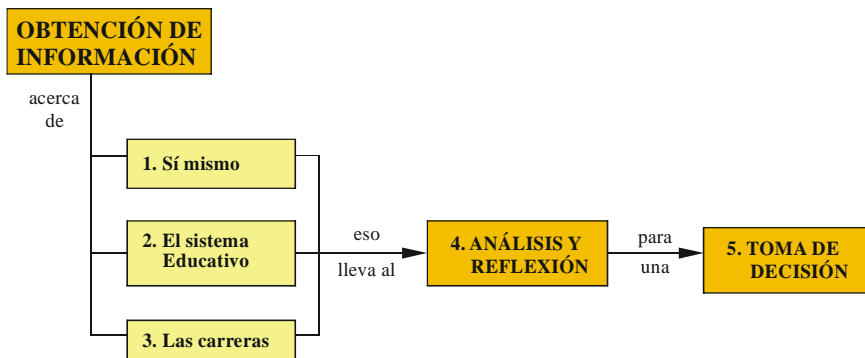 OBTENCIÓN DE
INFORMACIÓN
acerca
de
1. Sí mismo
2. El sistema
Educativo
3. Las carreras
eso
lleva al
4. ANÁLISIS Y
REFLEXIÓN
para
una
5. TOMA DE
DECISIÓN